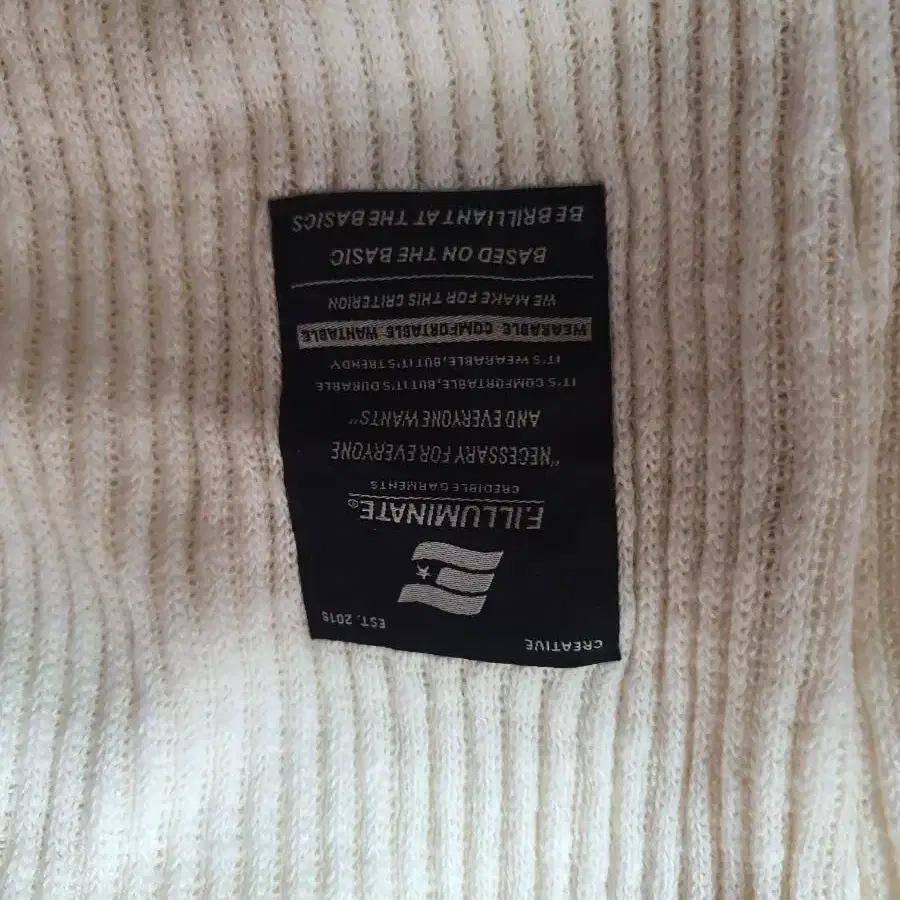 CREATIVE EST. 2015
F.ILLUMINATE®
CREDIBLE GARMENTS
"NECESSARY FOR EVERYONE
AND EVERYONE WANTS"
IT'S COMFORTABLE, BUT IT'S DURABLE
IT'S WEARABLE, BUT IT'S TRENDY
WEARABLE COMFORTABLE WANTABLE
WE MAKE FOR THIS CRITERION
BASED ON THE BASIC
BE BRILLIANT AT THE BASICS